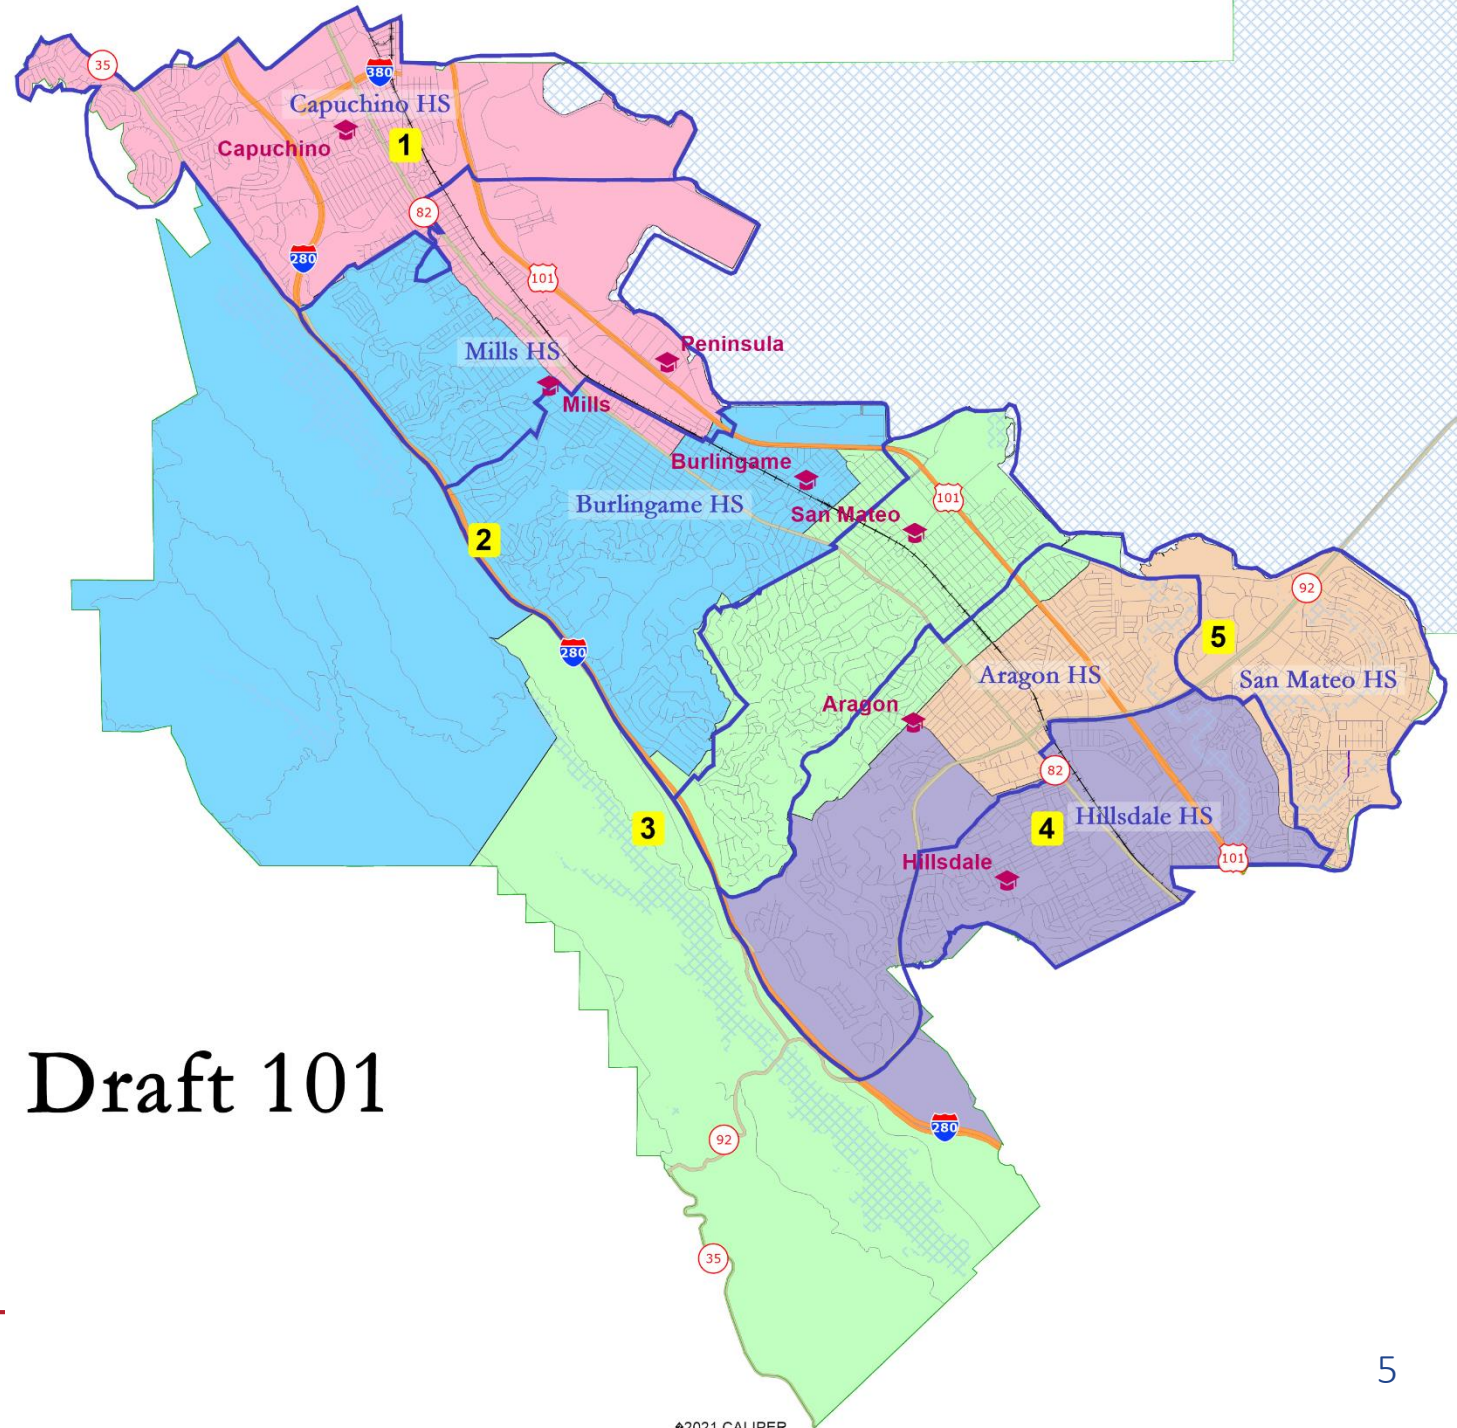 35
380
Capuchino HS
Capuchino
1
82
280
101
Peninsula
Mills HS
Mills
Burlingame
Burlingame HS
101
San Mateo
2
92
5
280
Aragon HS
San Mateo HS
Aragon
82
3
4
Hillsdale HS
Hillsdale
101
Draft 101
280
92
35
5
2021 CALIPER